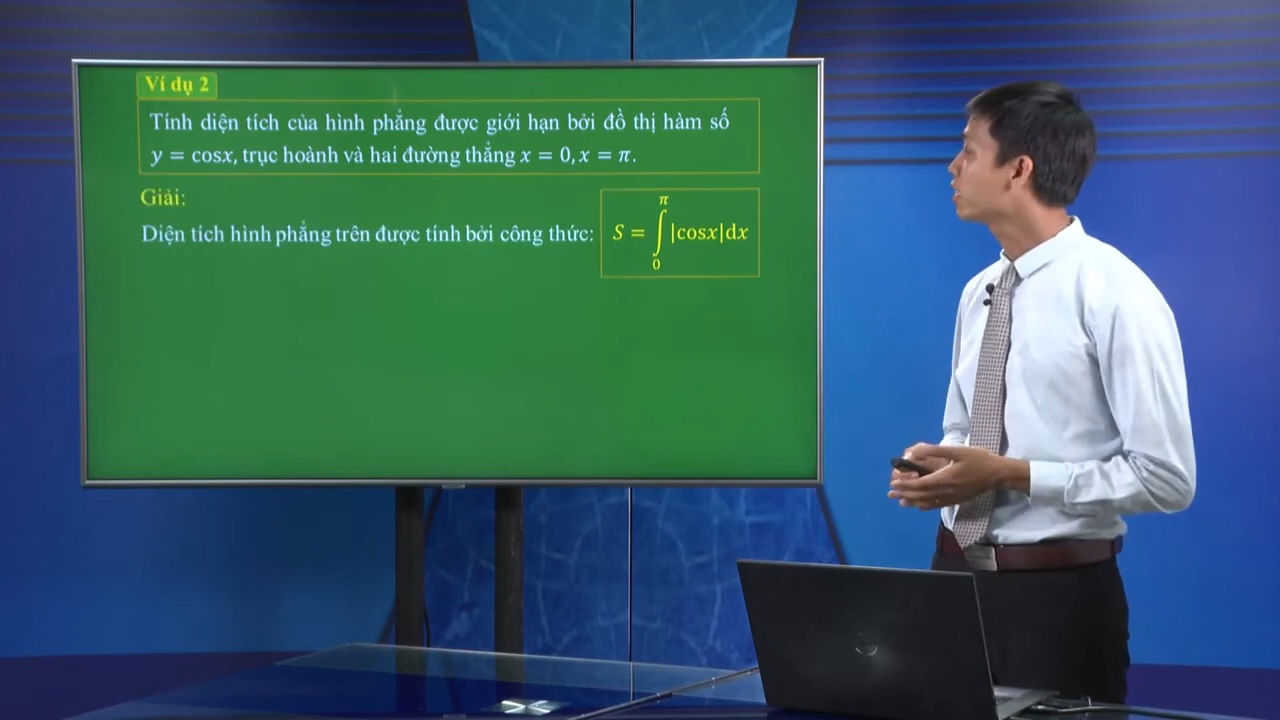 Ví dụ 2
Tính diện tích của hình phẳng được giới hạn bởi đồ thị hàm số
y = cosx, trục hoành và hai đường thẳng x = 0, x = π.
Giải:
Diện tích hình phẳng trên được tính bởi công thức: S = ∫₀^π |cosx|dx